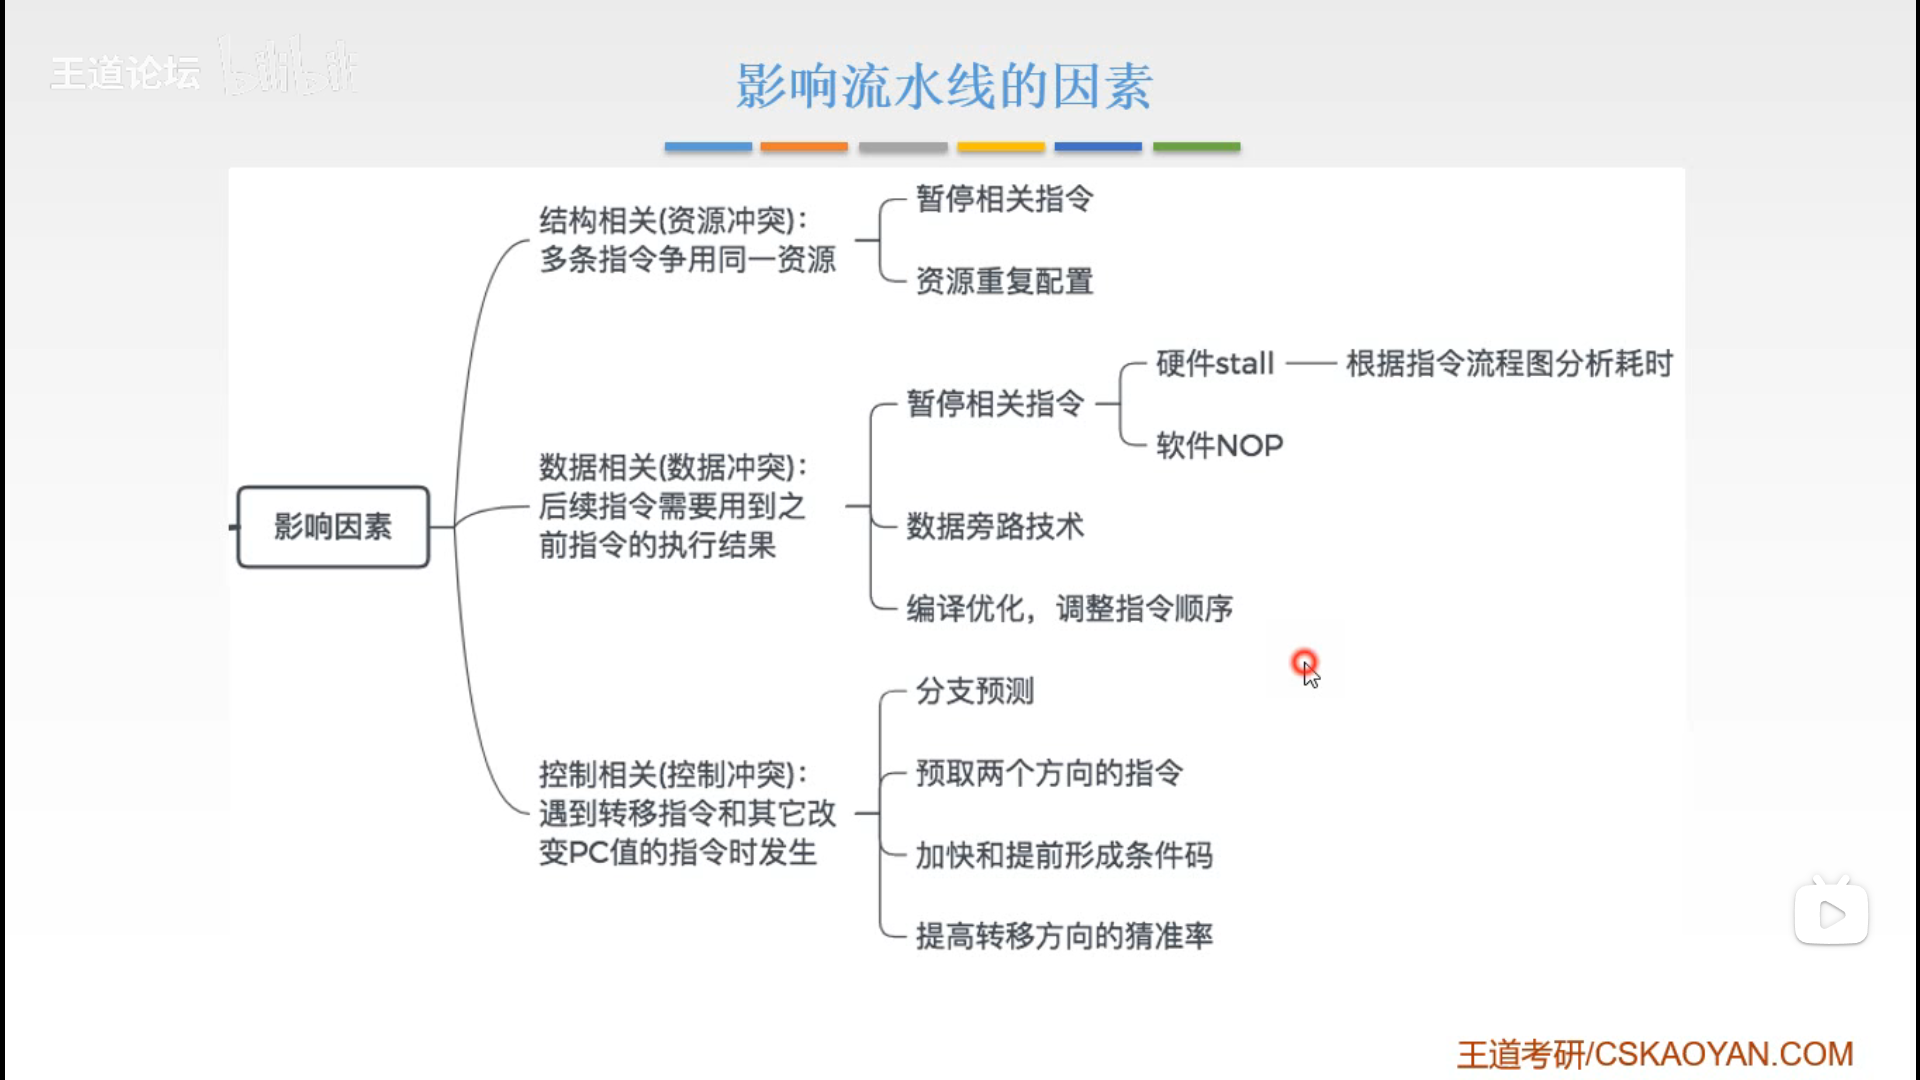 王道论坛 bilibili
影响流水线的因素
影响因素
结构相关(资源冲突):
多条指令争用同一资源
暂停相关指令
资源重复配置
数据相关(数据冲突):
后续指令需要用到之
前指令的执行结果
暂停相关指令
硬件stall
根据指令流程图分析耗时
软件NOP
数据旁路技术
编译优化，调整指令顺序
控制相关(控制冲突):
遇到转移指令和其它改
变PC值的指令时发生
分支预测
预取两个方向的指令
加快和提前形成条件码
提高转移方向的猜准率
王道考研/CSKAOYAN.COM